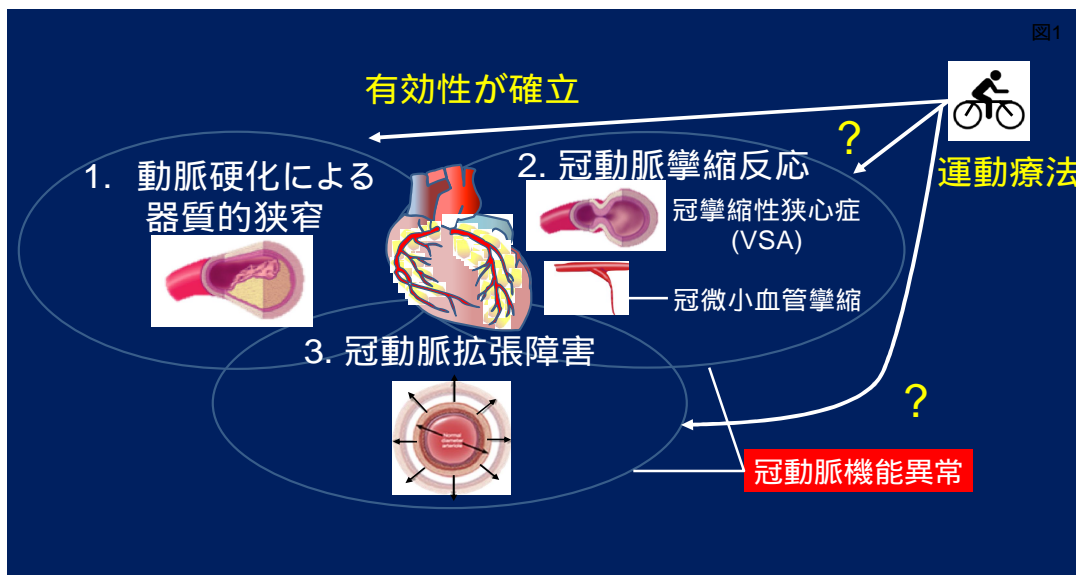 図1
有効性が確立
?
1. 動脈硬化による
器質的狭窄
2. 冠動脈攣縮反応
運動療法
冠攣縮性狭心症
(VSA)
冠微小血管攣縮
3. 冠動脈拡張障害
Normal
diameter
arteriole
?
冠動脈機能異常